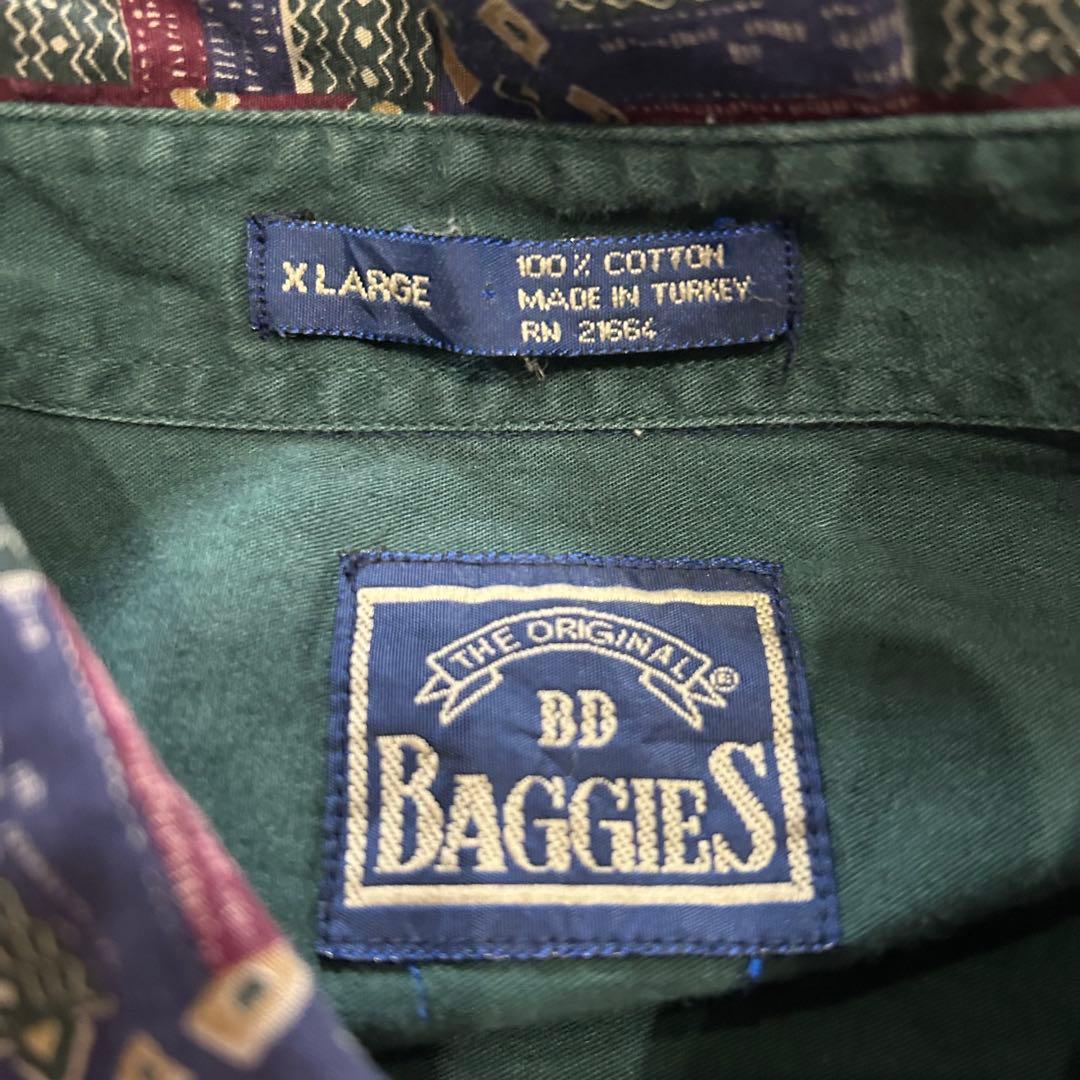 X LARGE
100% COTTON
MADE IN TURKEY
RN 21664
THE ORIGINAL ®
BD
BAGGIES